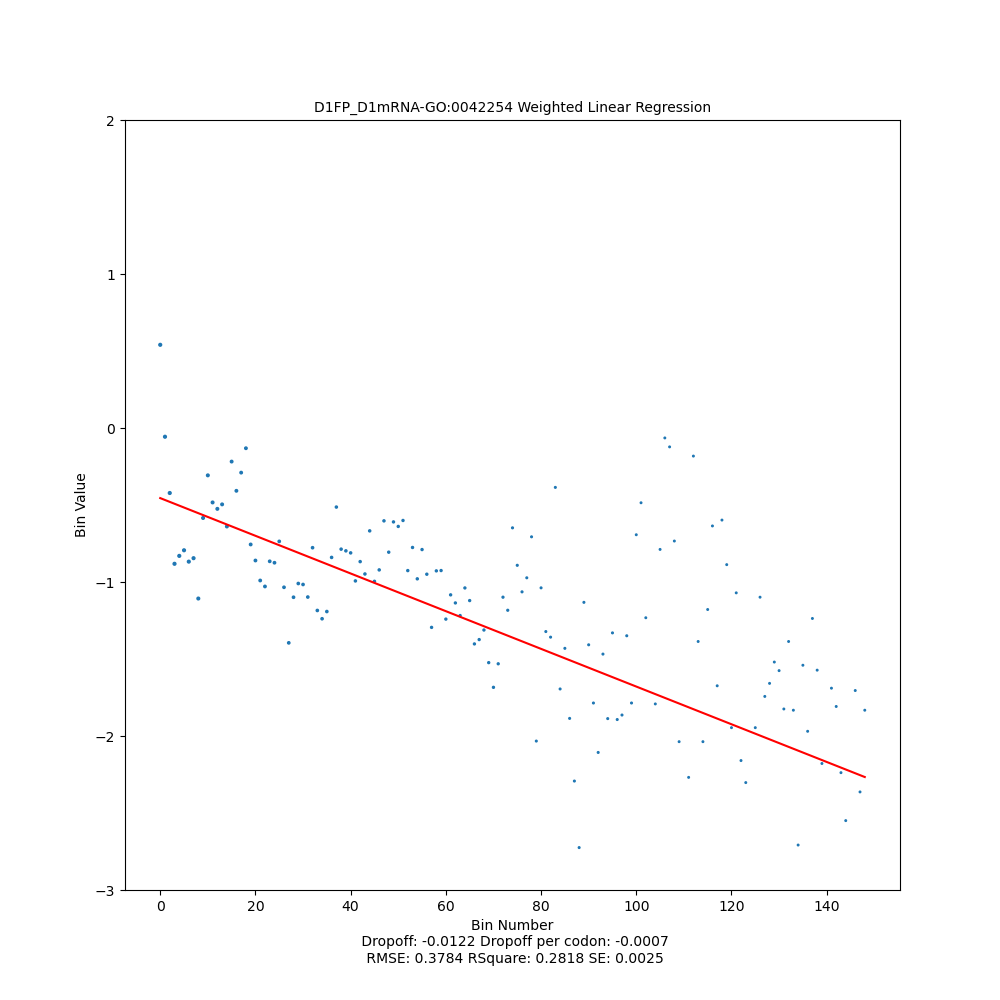 D1FP_D1mRNA-GO:0042254 Weighted Linear Regression
2
1
0
−1
−2
−3
Bin Value
0 20 40 60 80 100 120 140
Bin Number
Dropoff: -0.0122 Dropoff per codon: -0.0007
RMSE: 0.3784 RSquare: 0.2818 SE: 0.0025